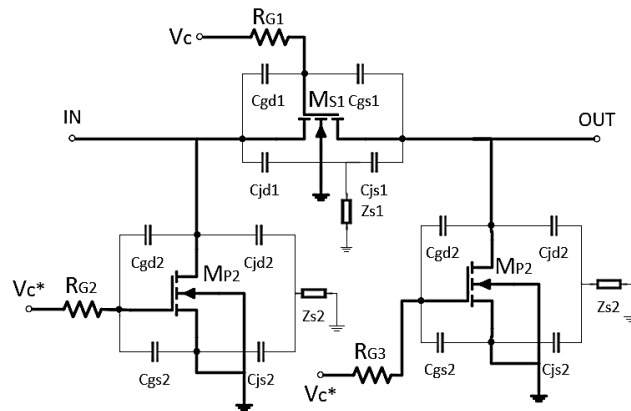 RG1
Vc
Cgd1
MS1
Cgs1
IN
OUT
Cjd1
Cjs1
Zs1
Cgd2
Cjd2
Cgd2
Cjd2
MP2
MP2
Vc*
RG2
Zs2
Zs2
Cgs2
Cjs2
RG3
Cgs2
Cjs2
Vc*